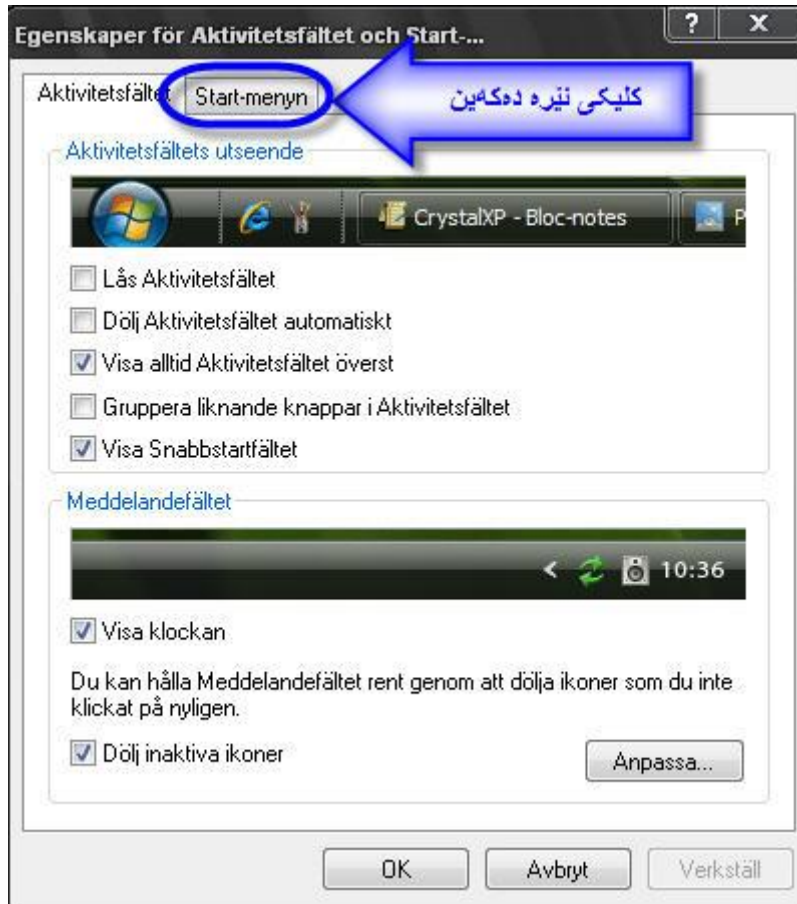 Egenskaper för Aktivitetsfältet och Start-...
Aktivitetsfältet Start-menyn
کلیکی ئێره دەکەین
Aktivitetsfältets utseende
CrystalXP - Bloc-notes P
Lås Aktivitetsfältet
Dölj Aktivitetsfältet automatiskt
Visa alltid Aktivitetsfältet överst
Gruppera liknande knappar i Aktivitetsfältet
Visa Snabbstartfältet
Meddelandefältet
10:36
Visa klockan
Du kan hålla Meddelandefältet rent genom att dölja ikoner som du inte
klickat på nyligen.
Dölj inaktiva ikoner
Anpassa...
OK Avbryt Verkställ